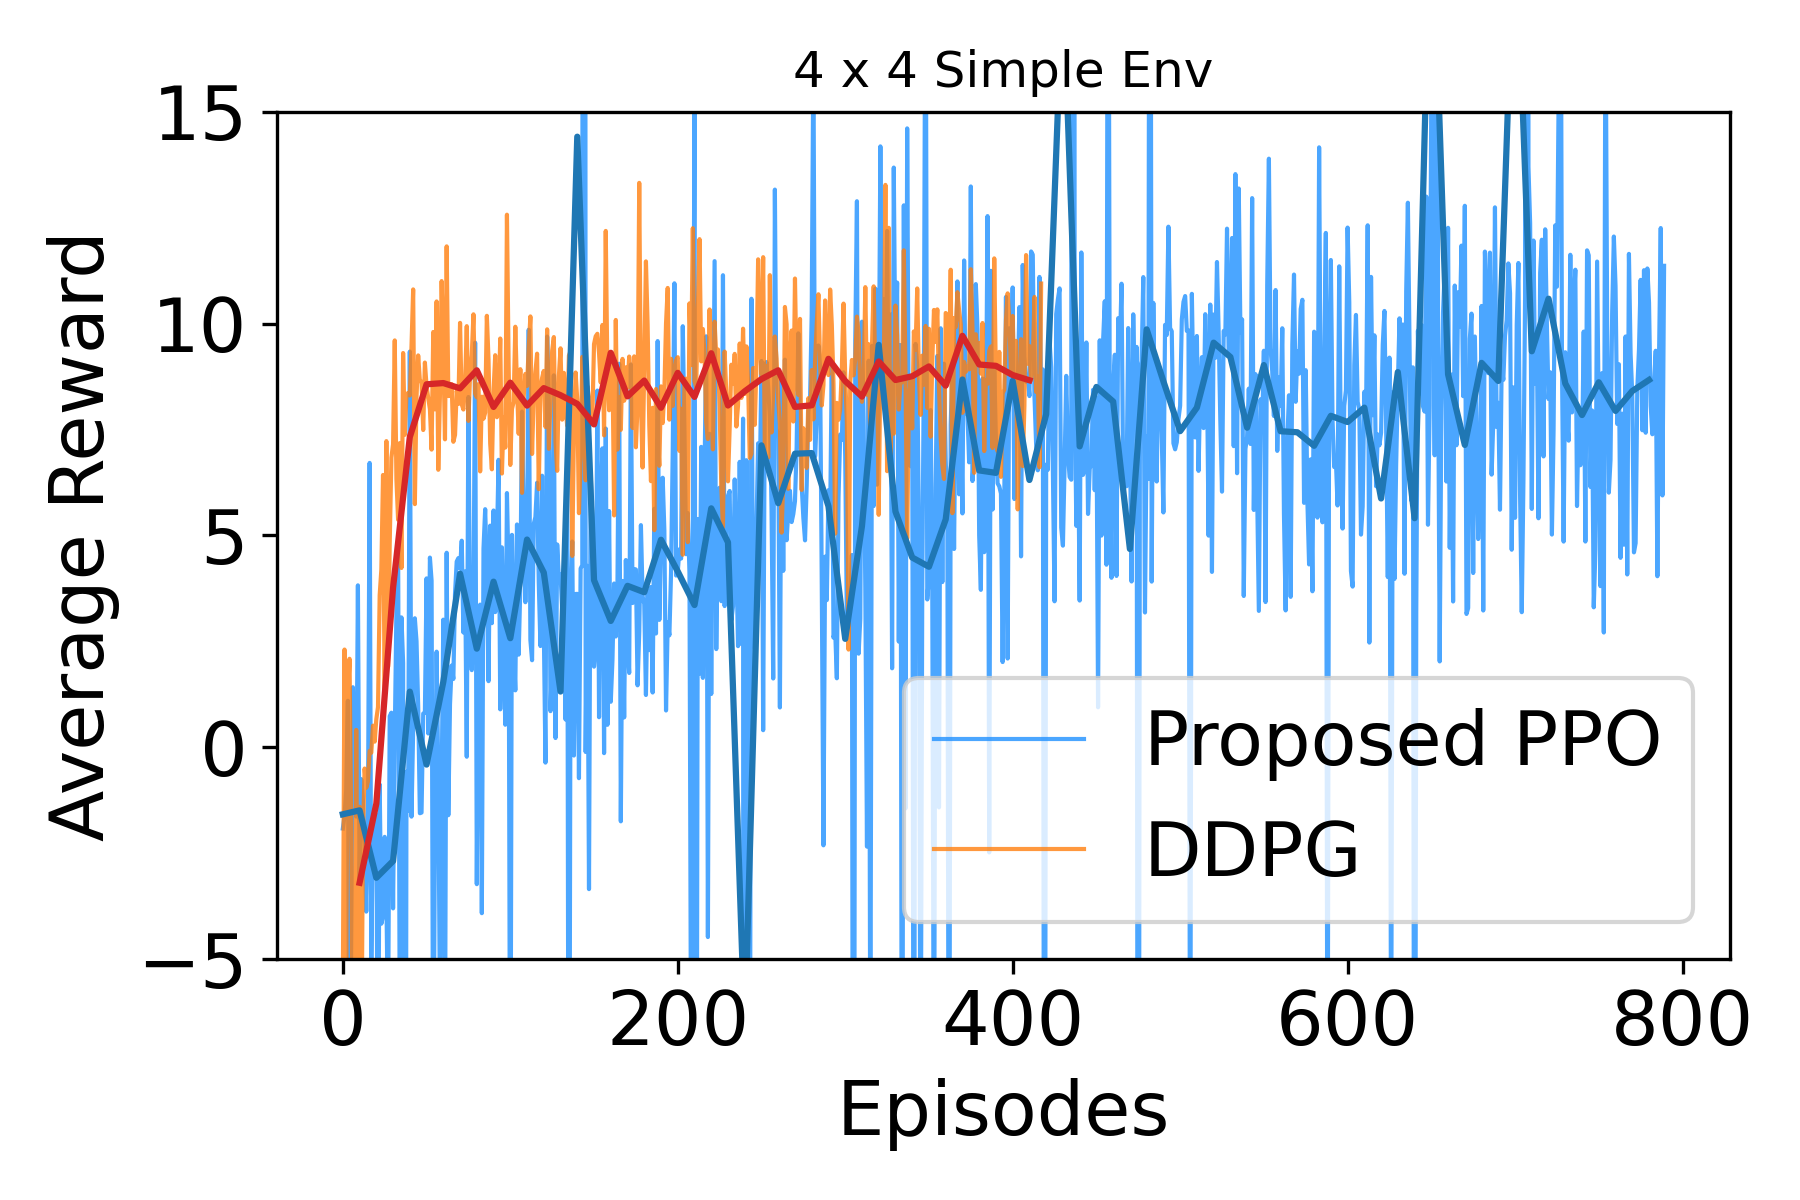 4 x 4 Simple Env
15
10
5
0
−5
Average Reward
Proposed PPO
DDPG
0 200 400 600 800
Episodes